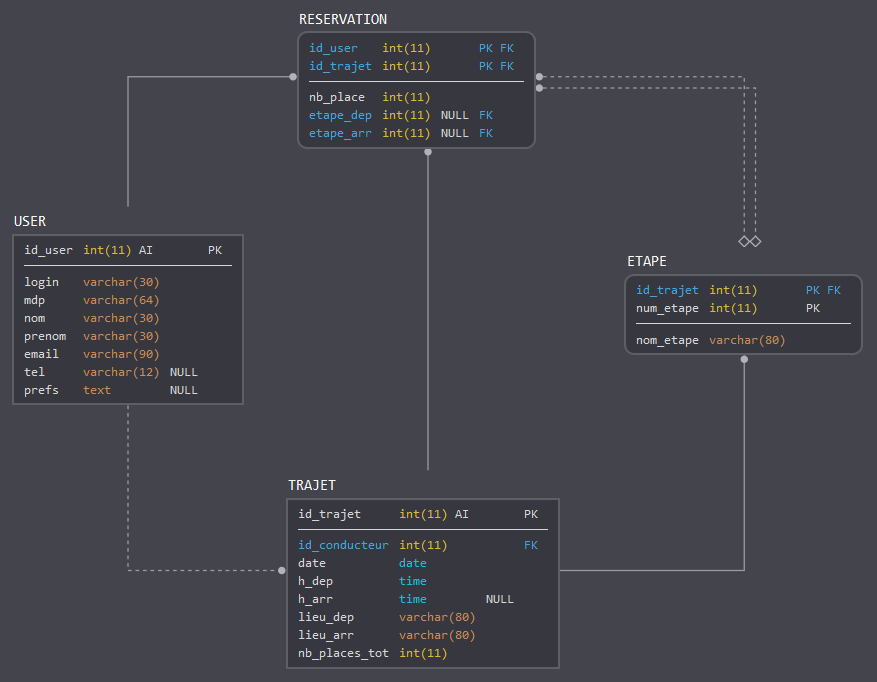 RESERVATION
id_user int(11) PK FK
id_trajet int(11) PK FK
nb_place int(11)
etape_dep int(11) NULL FK
etape_arr int(11) NULL FK
USER
id_user int(11) AI PK
login varchar(30)
mdp varchar(64)
nom varchar(30)
prenom varchar(30)
email varchar(90)
tel varchar(12) NULL
prefs text NULL
ETAPE
id_trajet int(11) PK FK
num_etape int(11) PK
nom_etape varchar(80)
TRAJET
id_trajet int(11) AI PK
id_conducteur int(11) FK
date date
h_dep time
h_arr time NULL
lieu_dep varchar(80)
lieu_arr varchar(80)
nb_places_tot int(11)